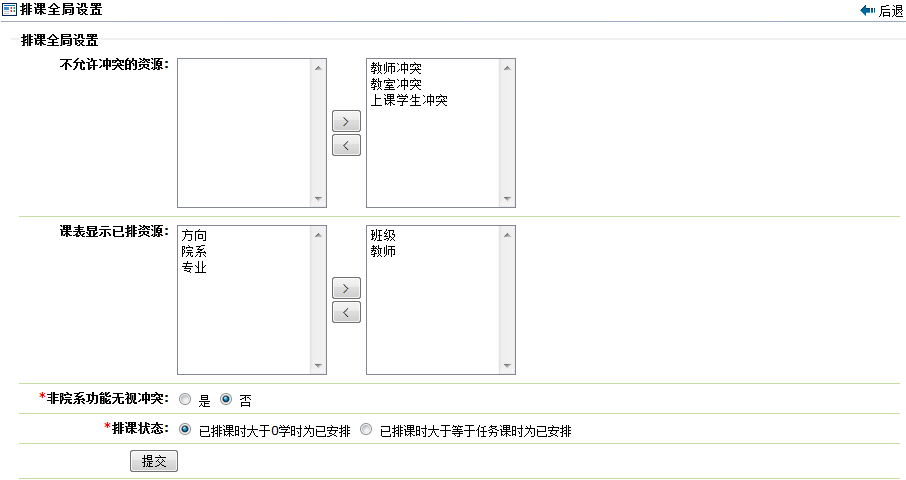 排课全局设置
后退
排课全局设置
不允许冲突的资源：
教师冲突
教室冲突
上课学生冲突
>
<
课表显示已排资源：
方向
院系
专业
班级
教师
>
<
*非院系功能无视冲突： 是 否
*排课状态： 已排课时大于0学时为已安排 已排课时大于等于任务课时为已安排
提交